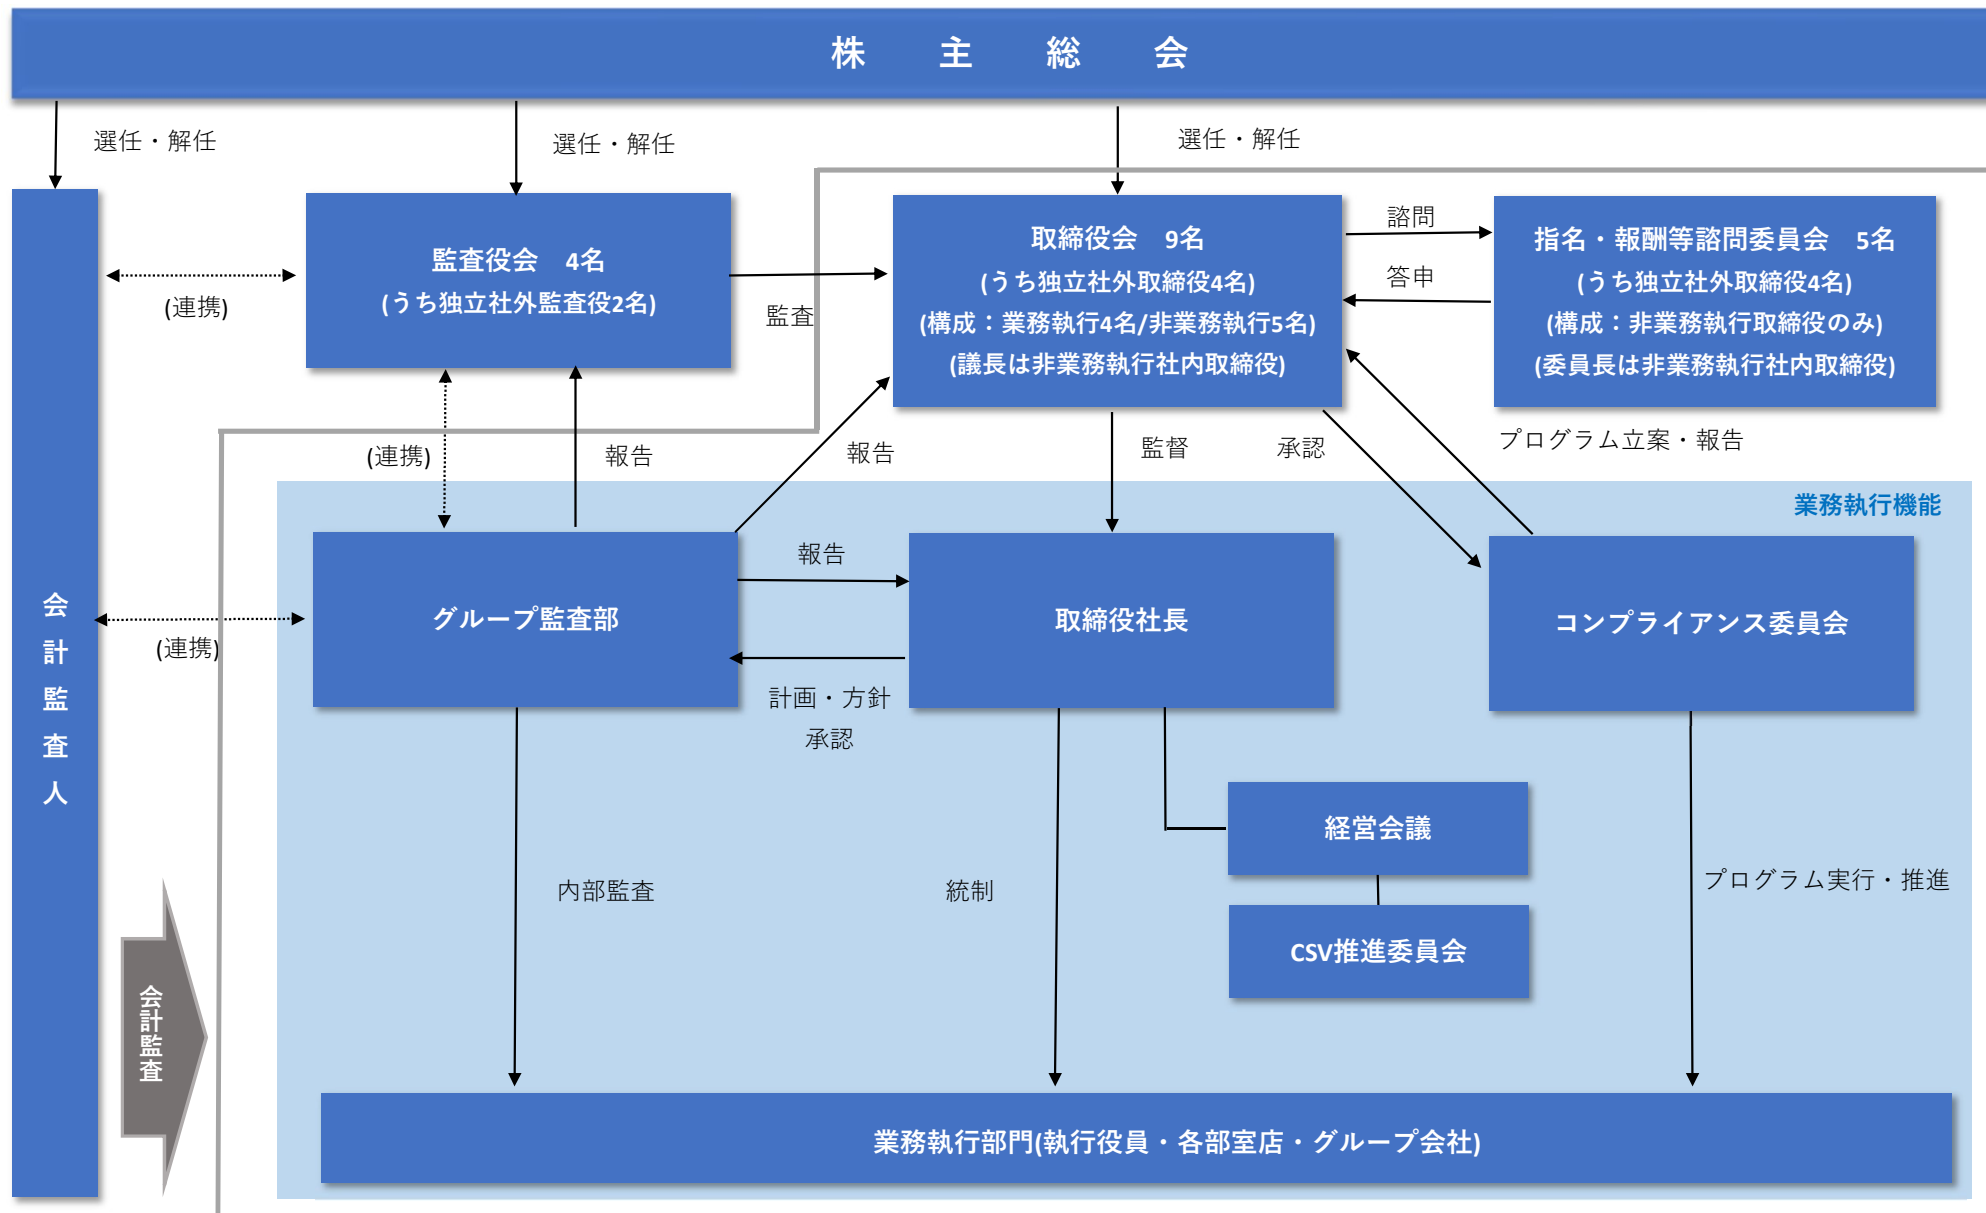 株 主 総 会
選任・解任
選任・解任
選任・解任
監査役会 4名
(うち独立社外監査役2名)
取締役会 9名
(うち独立社外取締役4名)
(構成：業務執行4名/非業務執行5名)
(議長は非業務執行社内取締役)
諮問
答申
指名・報酬等諮問委員会 5名
(うち独立社外取締役4名)
(構成：非業務執行取締役のみ)
(委員長は非業務執行社内取締役)
(連携)
監査
(連携)
報告
報告
監督
承認
プログラム立案・報告
業務執行機能
会計監査人
(連携)
グループ監査部
報告
計画・方針
承認
取締役社長
コンプライアンス委員会
経営会議
CSV推進委員会
内部監査
統制
プログラム実行・推進
会計監査
業務執行部門(執行役員・各部室店・グループ会社)